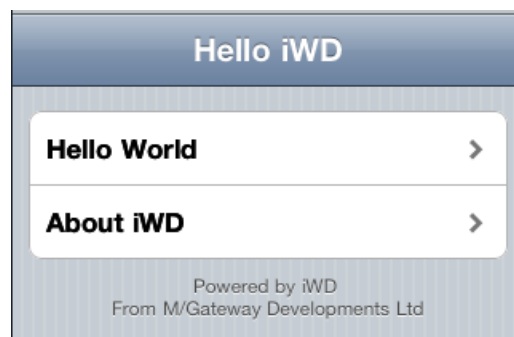 Hello iWD
Hello World
About iWD
Powered by iWD
From M/Gateway Developments Ltd